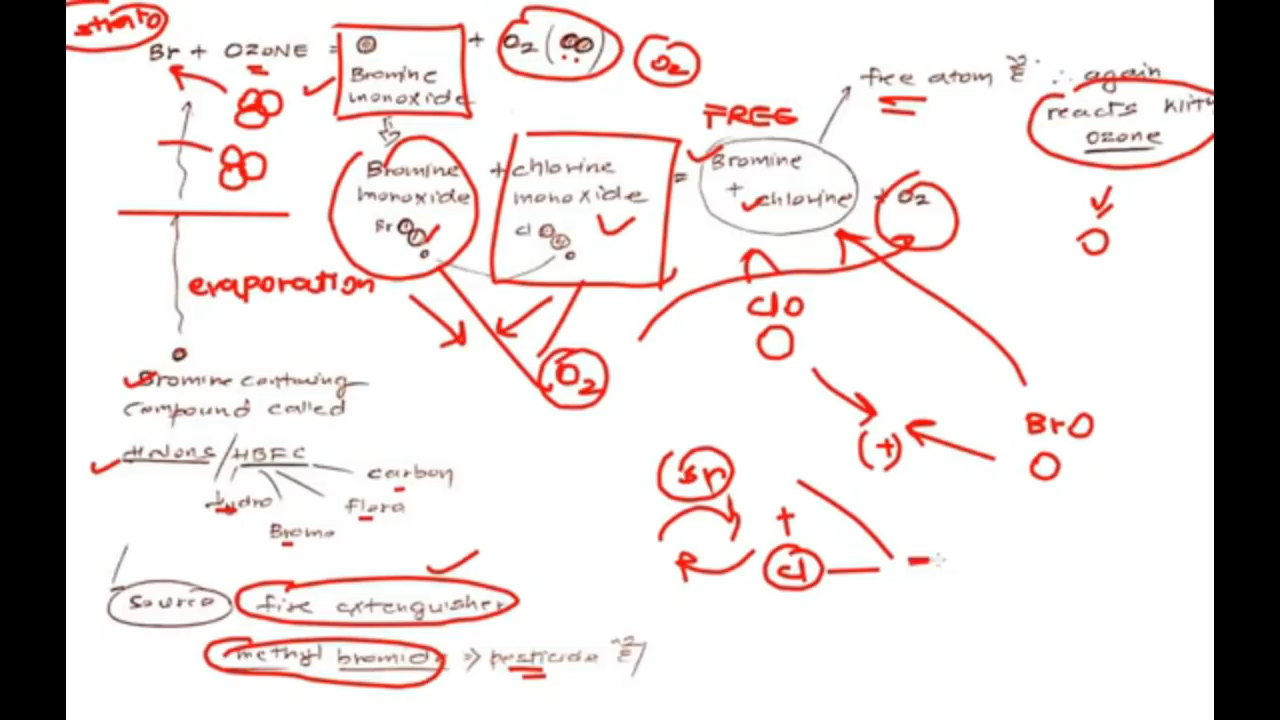 strato
Br + OZONE = Bromine monoxide + O2 ( ) O2
free atom ∴ again
reacts with
OZONE
FREE
Bromine monoxide + chlorine monoxide = Bromine + chlorine + O2
Br Cl
evaporation
ClO
O2
Bromine containing
compound called
HALONS / HBFC
carbon
Hydro
Flora
Bromo
BrO
(+)
Br
+
Cl
Source fire extenguisher
methyl bromide => pesticide